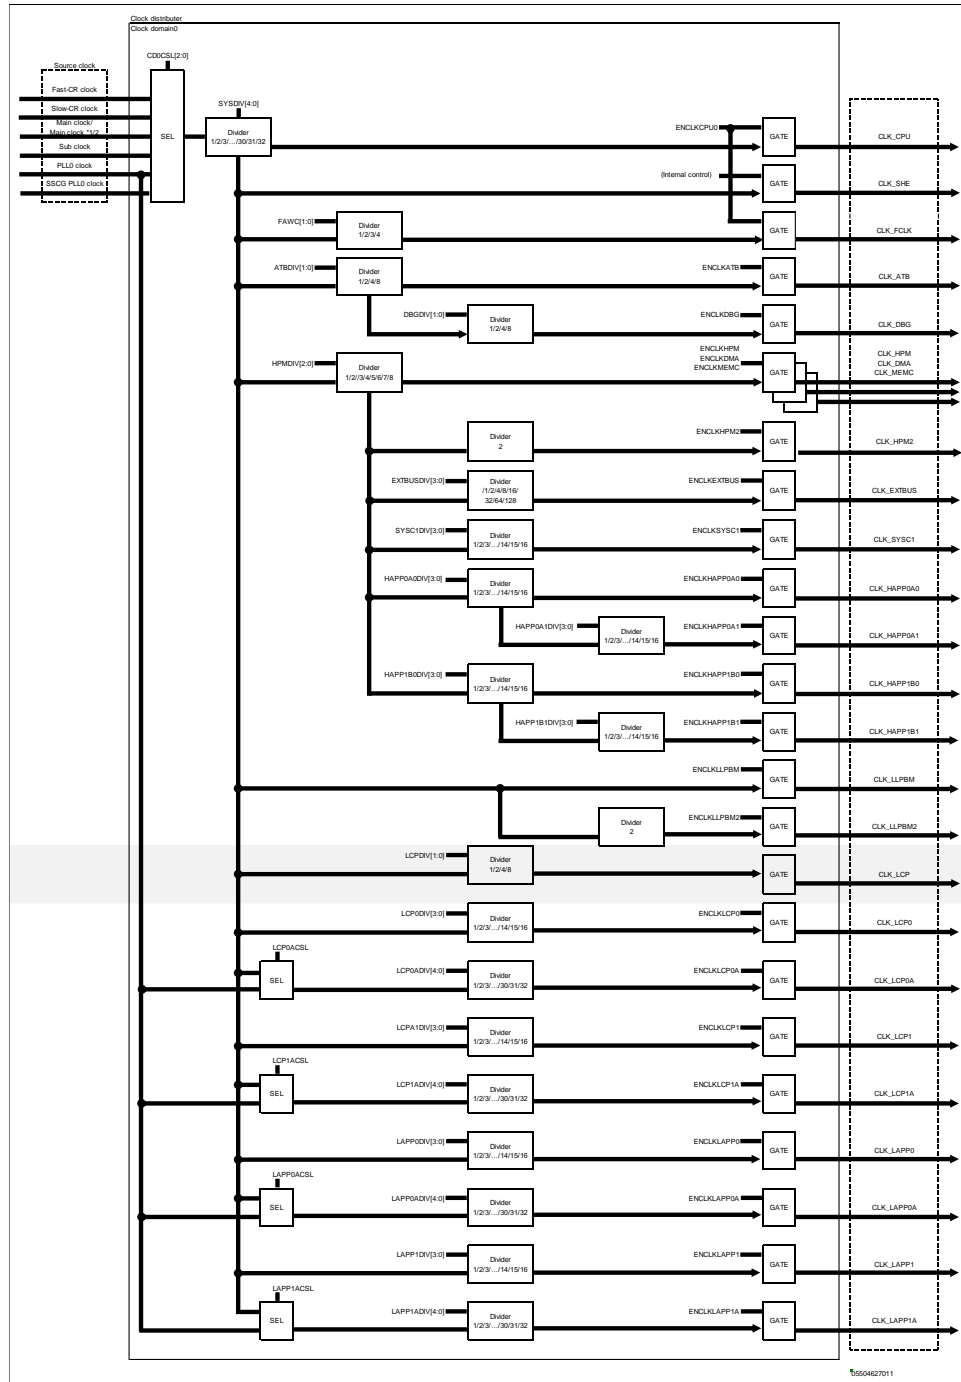 Clock distributer
Clock domain0
CD0CSL[2:0]
Source clock
Fast-CR clock
Slow-CR clock
Main clock/
Main clock *1/2
Sub clock
PLL0 clock
SSCG PLL0 clock
SEL
SYSDIV[4:0]
Divider
1/2/3/…/30/31/32
ENCLKCPU0
GATE
CLK_CPU
(Internal control)
GATE
CLK_SHE
FAWC[1:0]
Divider
1/2/3/4
GATE
CLK_FCLK
ATBDIV[1:0]
Divider
1/2/4/8
ENCLKATB
GATE
CLK_ATB
DBGDIV[1:0]
Divider
1/2/4/8
ENCLKDBG
GATE
CLK_DBG
HPMDIV[2:0]
Divider
1/2//3/4/5/6/7/8
ENCLKHPM
ENCLKDMA
ENCLKMEMC
GATE
CLK_HPM
CLK_DMA
CLK_MEMC
Divider
2
ENCLKHPM2
GATE
CLK_HPM2
EXTBUSDIV[3:0]
Divider
/1/2/4/8/16/
32/64/128
ENCLKEXTBUS
GATE
CLK_EXTBUS
SYSC1DIV[3:0]
Divider
1/2/3/…/14/15/16
ENCLKSYSC1
GATE
CLK_SYSC1
HAPP0A0DIV[3:0]
Divider
1/2/3/…/14/15/16
ENCLKHAPP0A0
GATE
CLK_HAPP0A0
HAPP0A1DIV[3:0]
Divider
1/2/3/…/14/15/16
ENCLKHAPP0A1
GATE
CLK_HAPP0A1
HAPP1B0DIV[3:0]
Divider
1/2/3/…/14/15/16
ENCLKHAPP1B0
GATE
CLK_HAPP1B0
HAPP1B1DIV[3:0]
Divider
1/2/3/…/14/15/16
ENCLKHAPP1B1
GATE
CLK_HAPP1B1
ENCLKLLPBM
GATE
CLK_LLPBM
Divider
2
ENCLKLLPBM2
GATE
CLK_LLPBM2
LCPDIV[1:0]
Divider
1/2/4/8
GATE
CLK_LCP
LCP0DIV[3:0]
Divider
1/2/3/…/14/15/16
ENCLKLCP0
GATE
CLK_LCP0
LCP0ACSL
SEL
LCP0ADIV[4:0]
Divider
1/2/3/…/30/31/32
ENCLKLCP0A
GATE
CLK_LCP0A
LCPA1DIV[3:0]
Divider
1/2/3/…/14/15/16
ENCLKLCP1
GATE
CLK_LCP1
LCP1ACSL
SEL
LCP1ADIV[4:0]
Divider
1/2/3/…/30/31/32
ENCLKLCP1A
GATE
CLK_LCP1A
LAPP0DIV[3:0]
Divider
1/2/3/…/14/15/16
ENCLKLAPP0
GATE
CLK_LAPP0
LAPP0ACSL
SEL
LAPP0ADIV[4:0]
Divider
1/2/3/…/30/31/32
ENCLKLAPP0A
GATE
CLK_LAPP0A
LAPP1DIV[3:0]
Divider
1/2/3/…/14/15/16
ENCLKLAPP1
GATE
CLK_LAPP1
LAPP1ACSL
SEL
LAPP1ADIV[4:0]
Divider
1/2/3/…/30/31/32
ENCLKLAPP1A
GATE
CLK_LAPP1A
05504627011